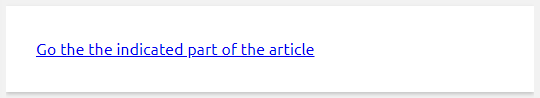 Go the the indicated part of the article